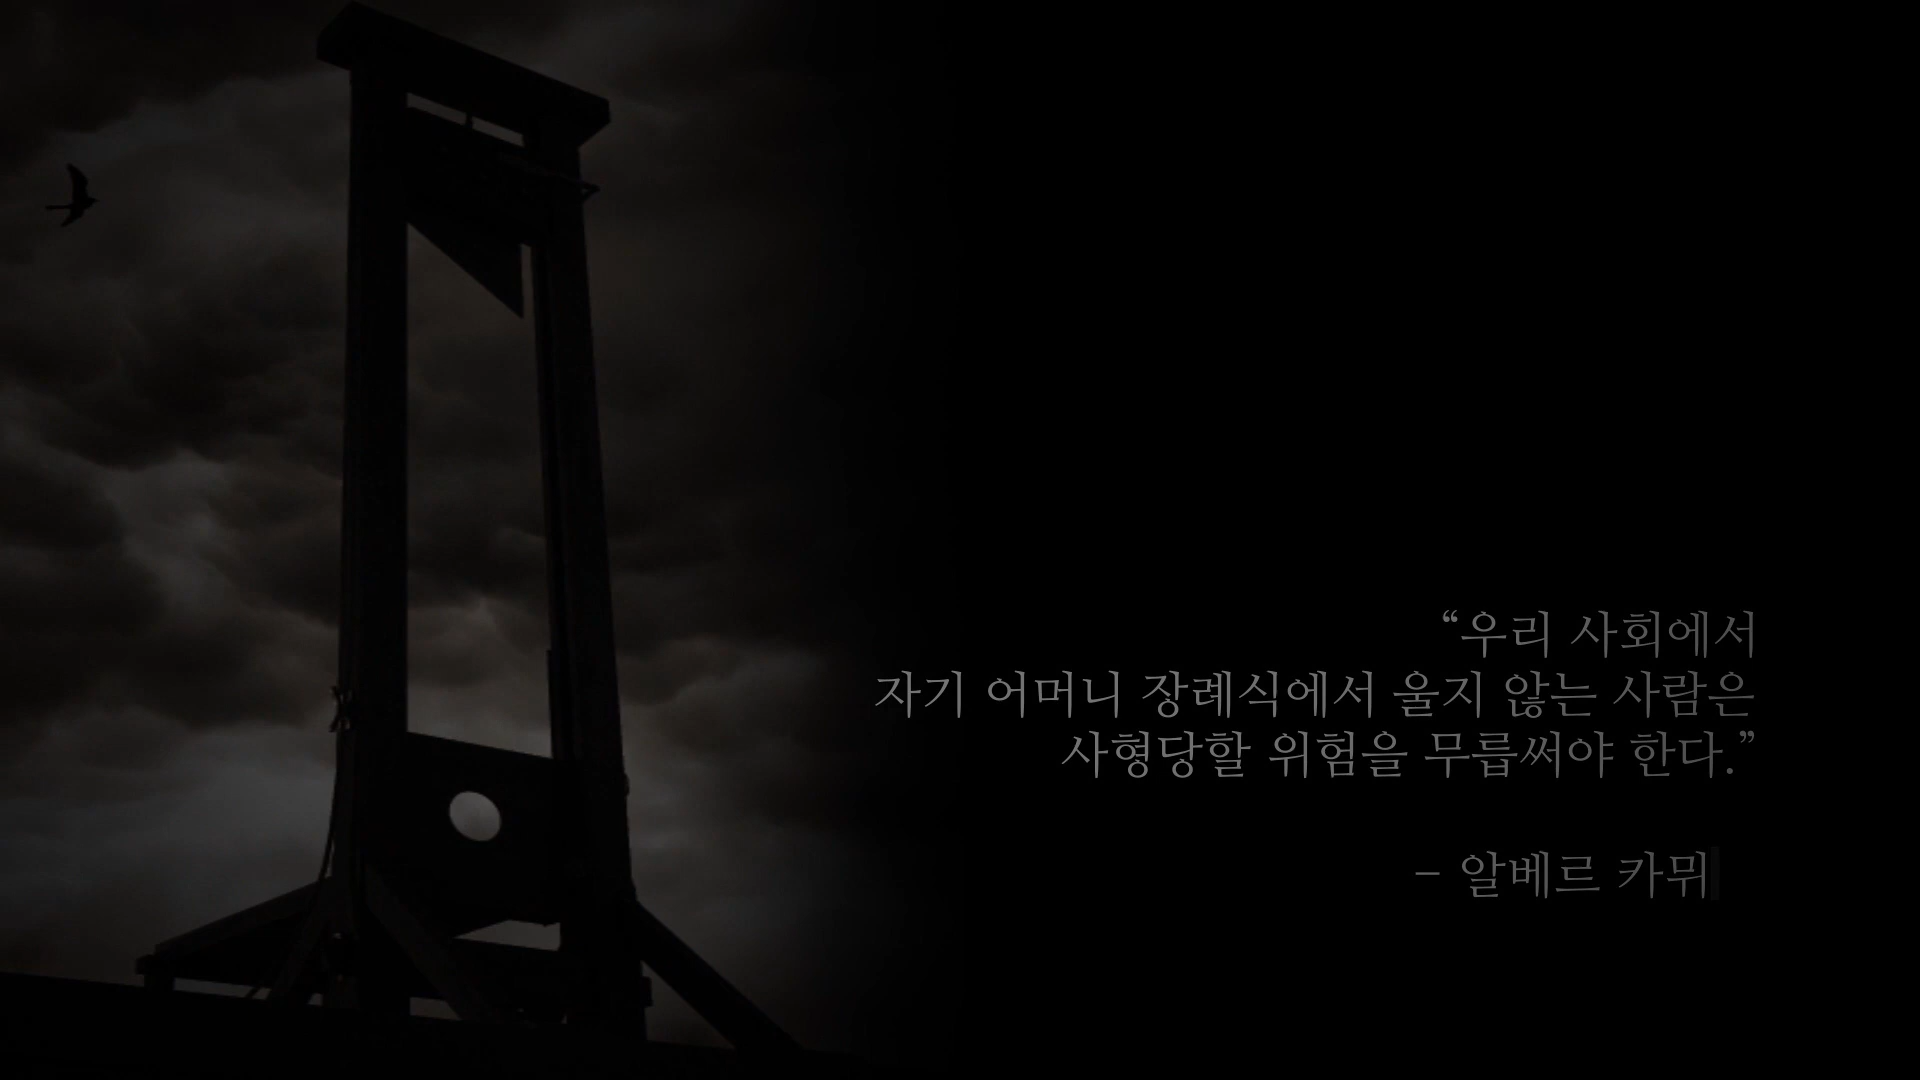 “우리 사회에서
자기 어머니 장례식에서 울지 않는 사람은
사형당할 위험을 무릅써야 한다.”
– 알베르 카뮈